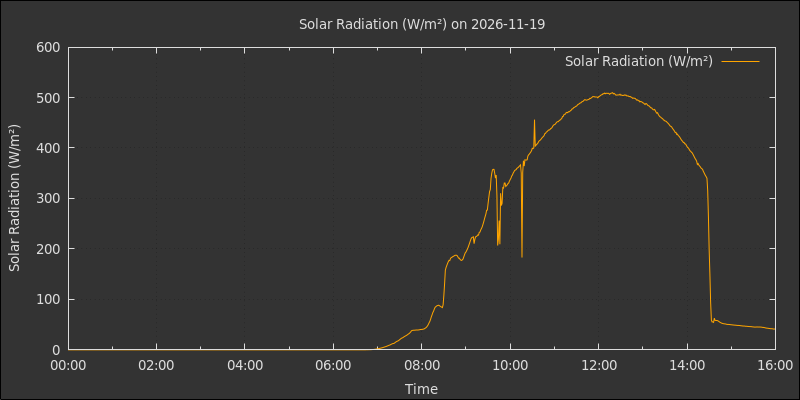 Solar Radiation (W/m²) on 2026-11-19
Solar Radiation (W/m²)
Solar Radiation (W/m²)
600
500
400
300
200
100
0
00:00 02:00 04:00 06:00 08:00 10:00 12:00 14:00 16:00
Time